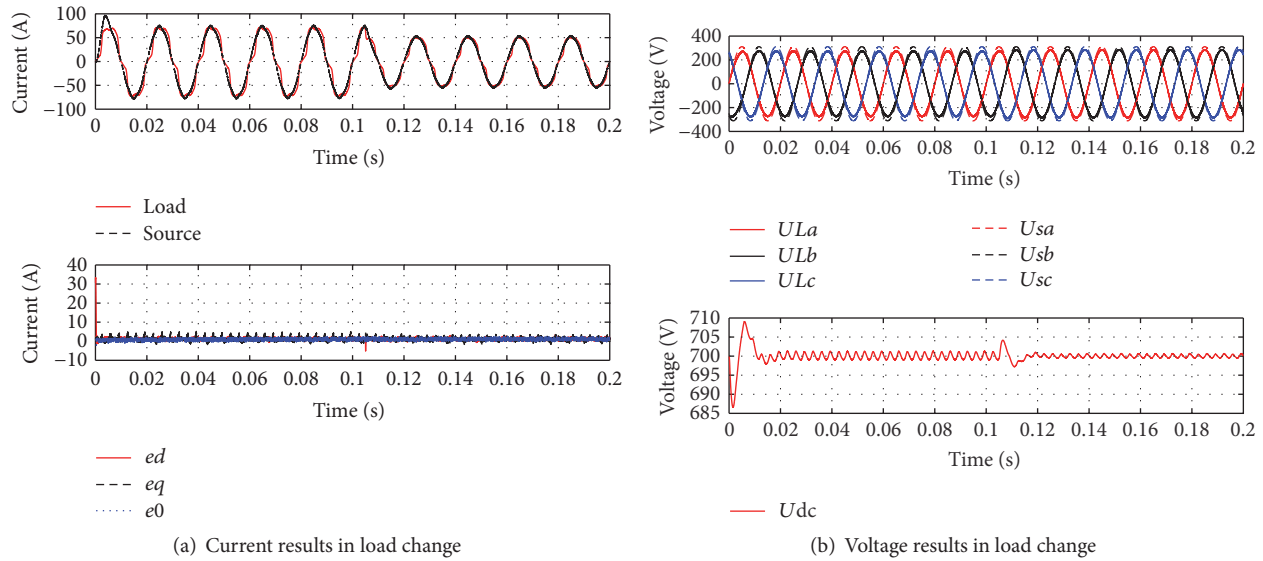 Current (A)
100
50
0
−50
−100
0 0.02 0.04 0.06 0.08 0.1 0.12 0.14 0.16 0.18 0.2
Time (s)
Load
Source
Current (A)
40
30
20
10
0
−10
0 0.02 0.04 0.06 0.08 0.1 0.12 0.14 0.16 0.18 0.2
Time (s)
ed
eq
e0
(a) Current results in load change
Voltage (V)
400
200
0
−200
−400
0 0.02 0.04 0.06 0.08 0.1 0.12 0.14 0.16 0.18 0.2
Time (s)
ULa Usa
ULb Usb
ULc Usc
Voltage (V)
710
705
700
695
690
685
0 0.02 0.04 0.06 0.08 0.1 0.12 0.14 0.16 0.18 0.2
Time (s)
Udc
(b) Voltage results in load change